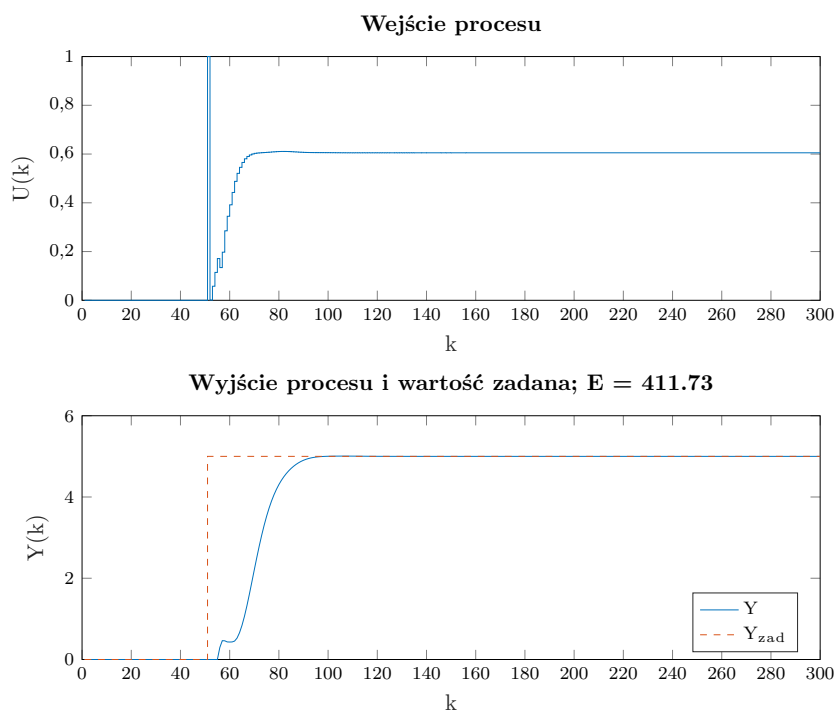 Wejście procesu
1
0,8
0,6
0,4
0,2
0
U(k)
0 20 40 60 80 100 120 140 160 180 200 220 240 260 280 300
k
Wyjście procesu i wartość zadana; E = 411.73
6
4
2
0
Y(k)
Y
Y_zad
0 20 40 60 80 100 120 140 160 180 200 220 240 260 280 300
k